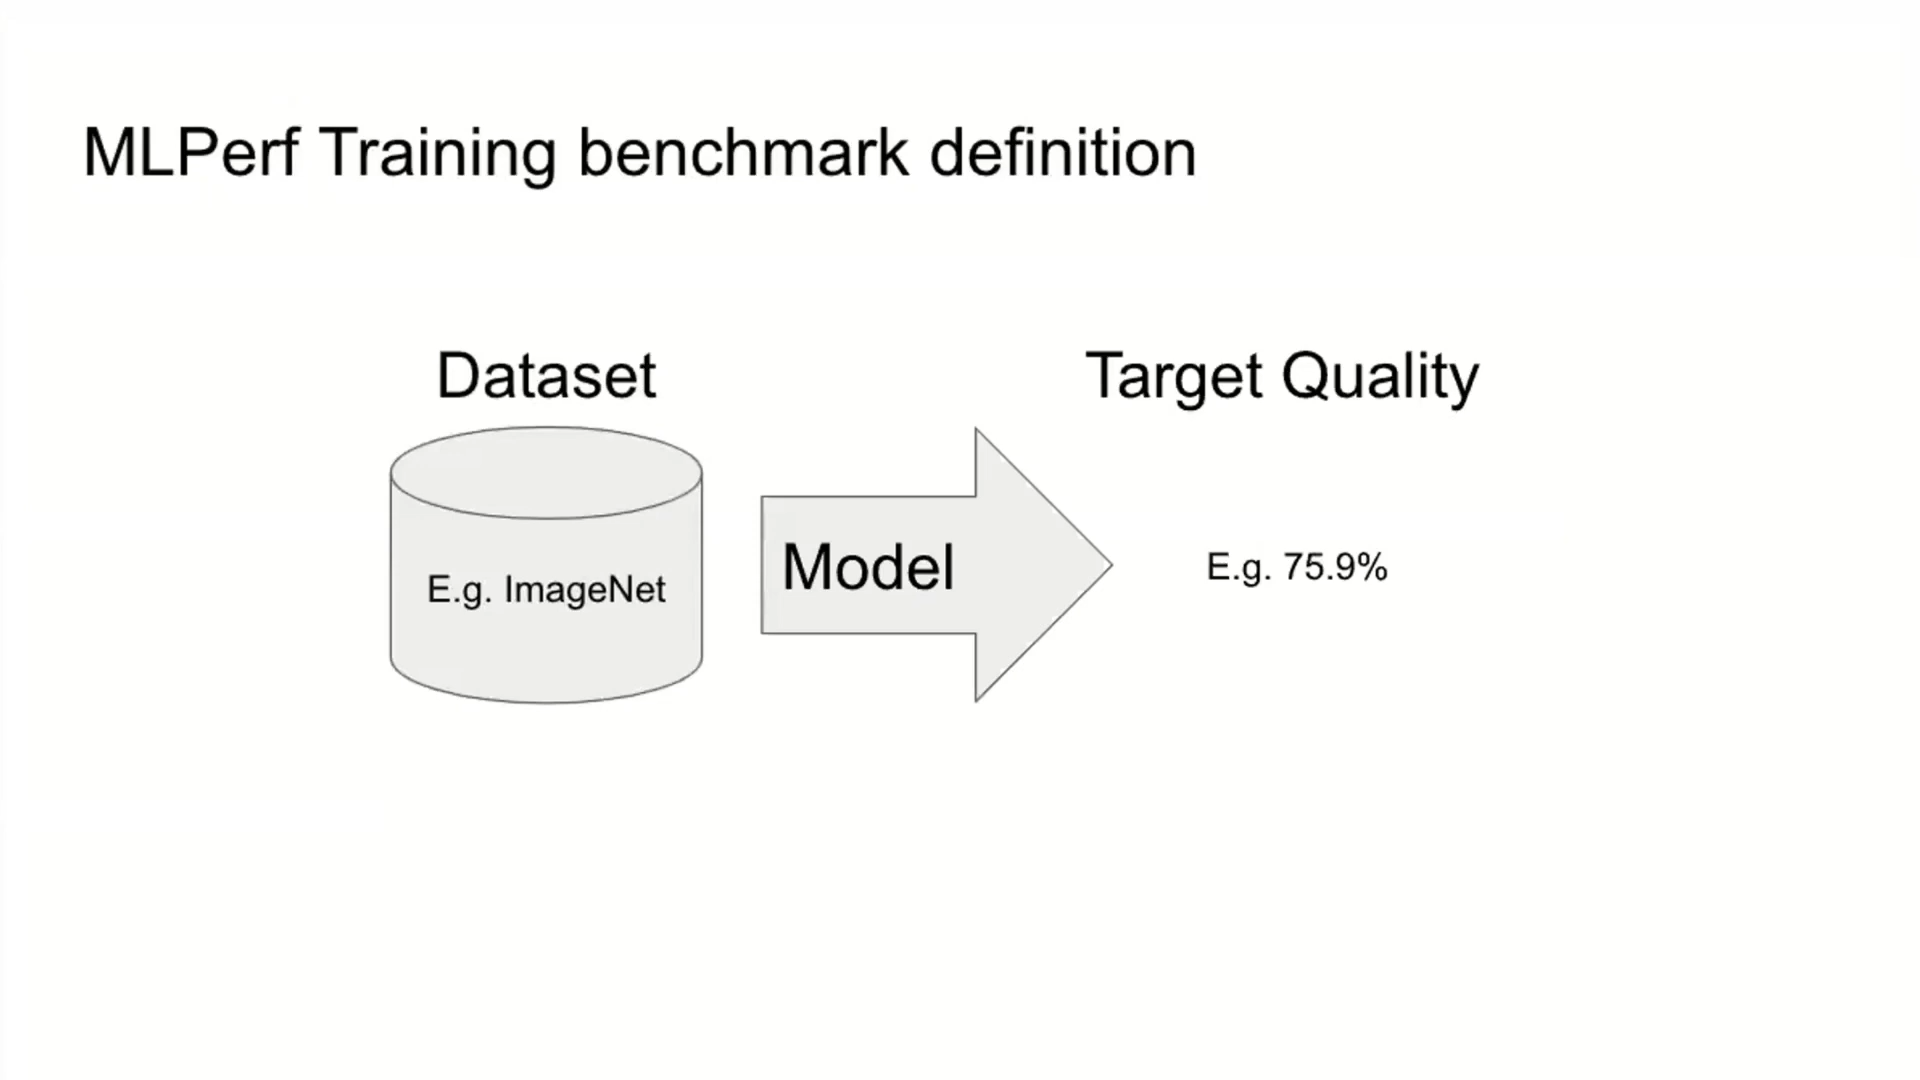 MLPerf Training benchmark definition
Dataset
Target Quality
E.g. ImageNet
Model
E.g. 75.9%